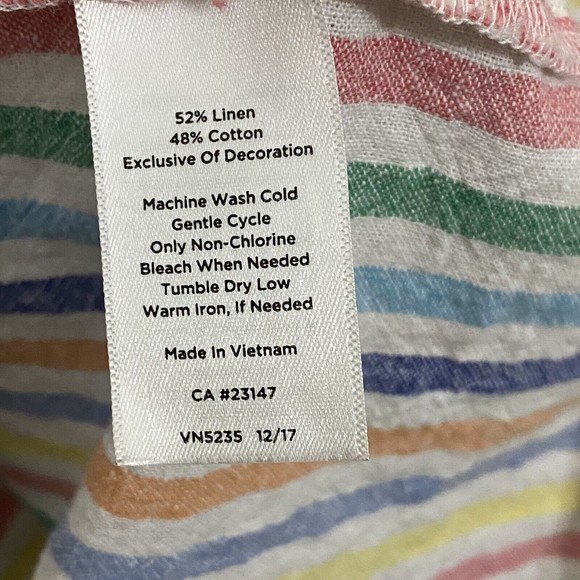 52% Linen
48% Cotton
Exclusive Of Decoration
Machine Wash Cold
Gentle Cycle
Only Non-Chlorine
Bleach When Needed
Tumble Dry Low
Warm Iron, If Needed
Made In Vietnam
CA #23147
VN5235 12/17